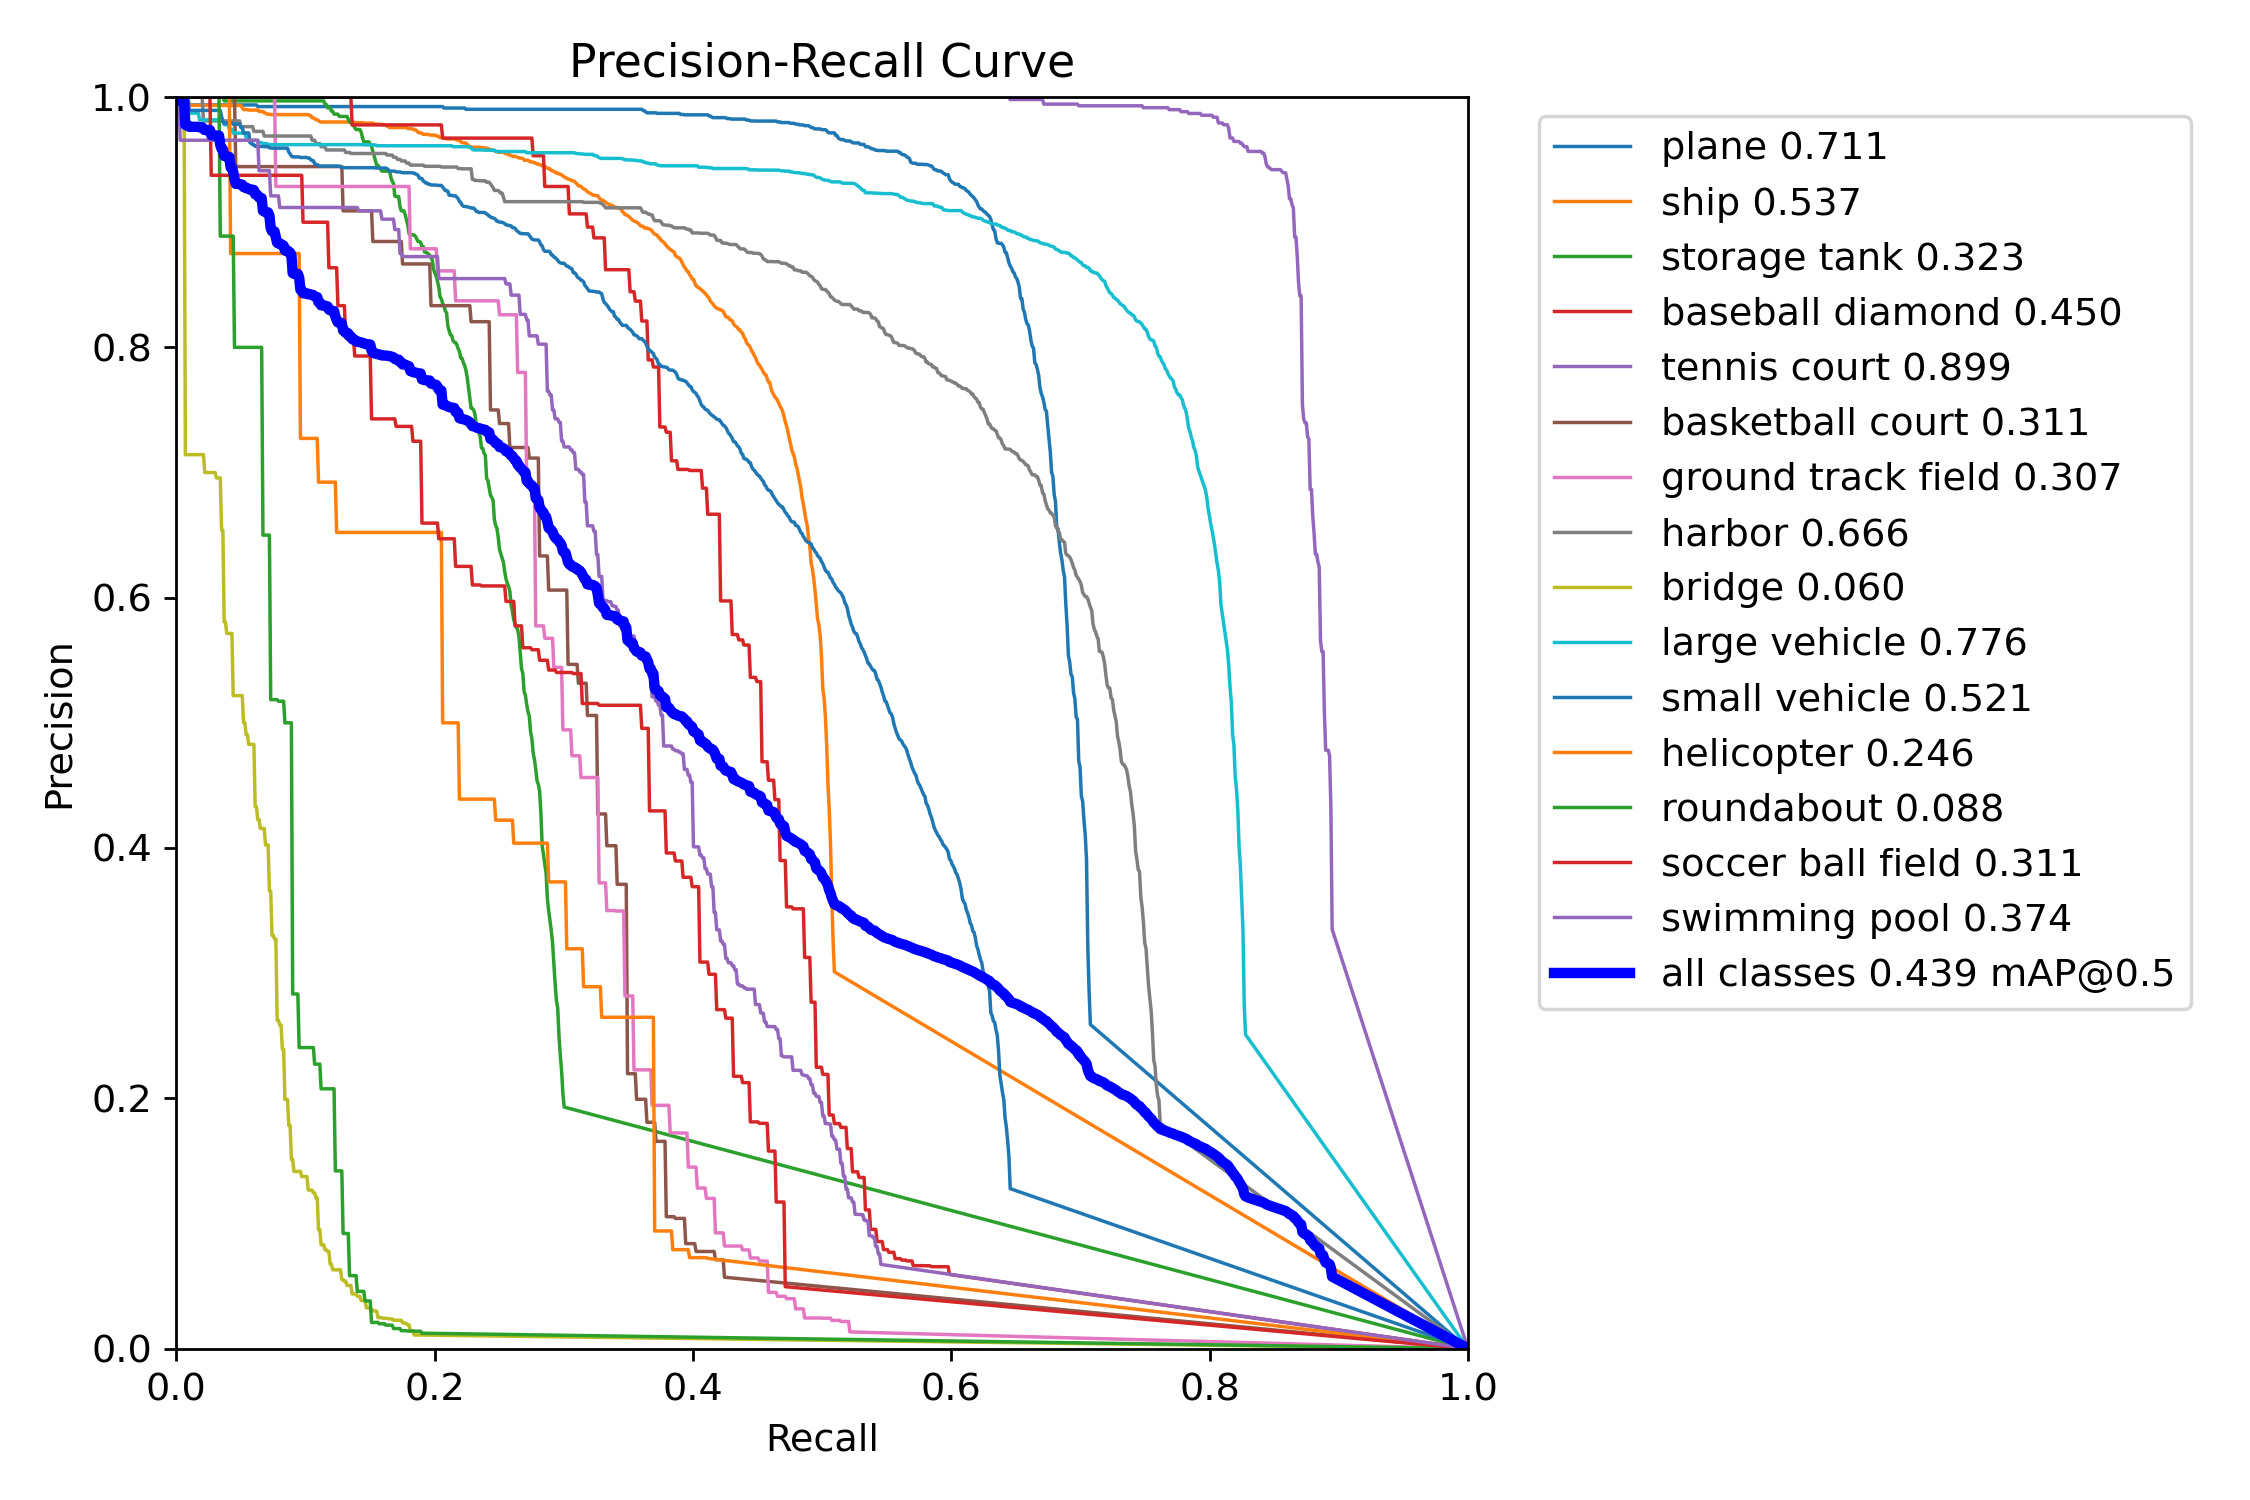 Precision-Recall Curve
1.0
0.8
0.6
0.4
0.2
0.0
Precision
0.0 0.2 0.4 0.6 0.8 1.0
Recall
plane 0.711
ship 0.537
storage tank 0.323
baseball diamond 0.450
tennis court 0.899
basketball court 0.311
ground track field 0.307
harbor 0.666
bridge 0.060
large vehicle 0.776
small vehicle 0.521
helicopter 0.246
roundabout 0.088
soccer ball field 0.311
swimming pool 0.374
all classes 0.439 mAP@0.5